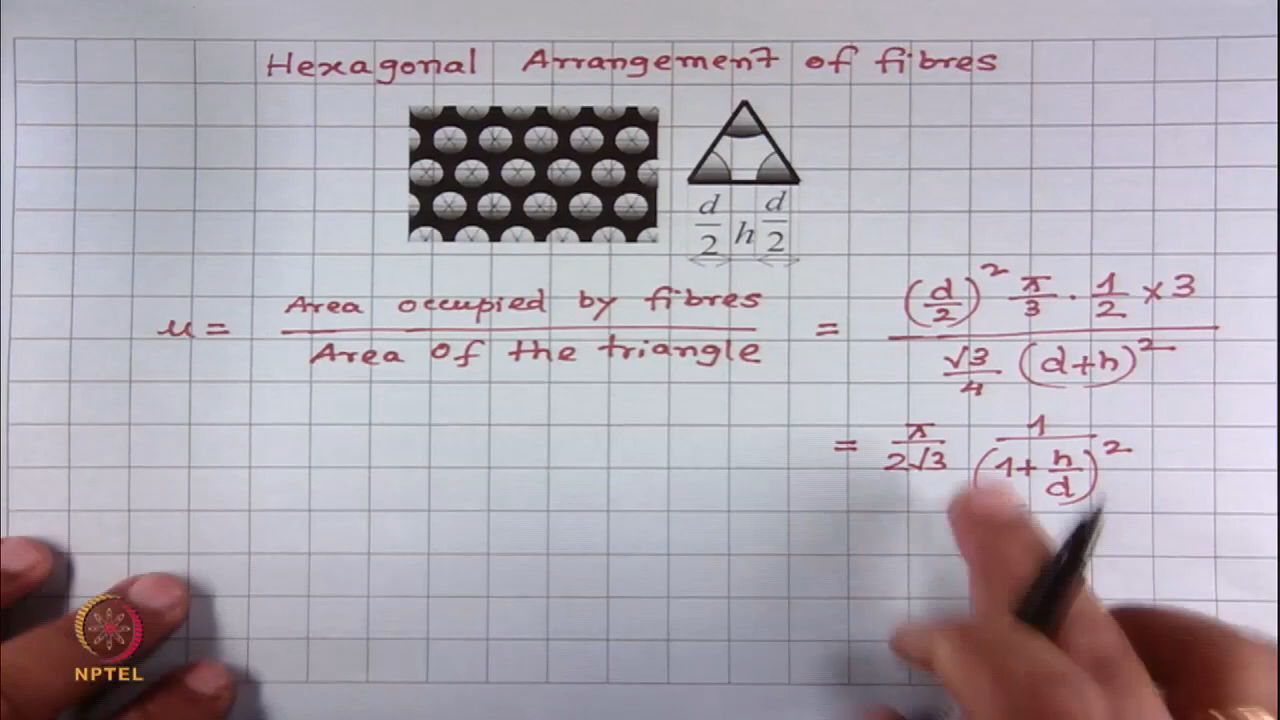 Hexagonal Arrangement of fibres
d/2 h d/2
μ = Area occupied by fibres / Area of the triangle = (d/2)² π/3 · 1/2 × 3 / √3/4 (d+h)²
= π/2√3 1/(1+h/d)²
NPTEL